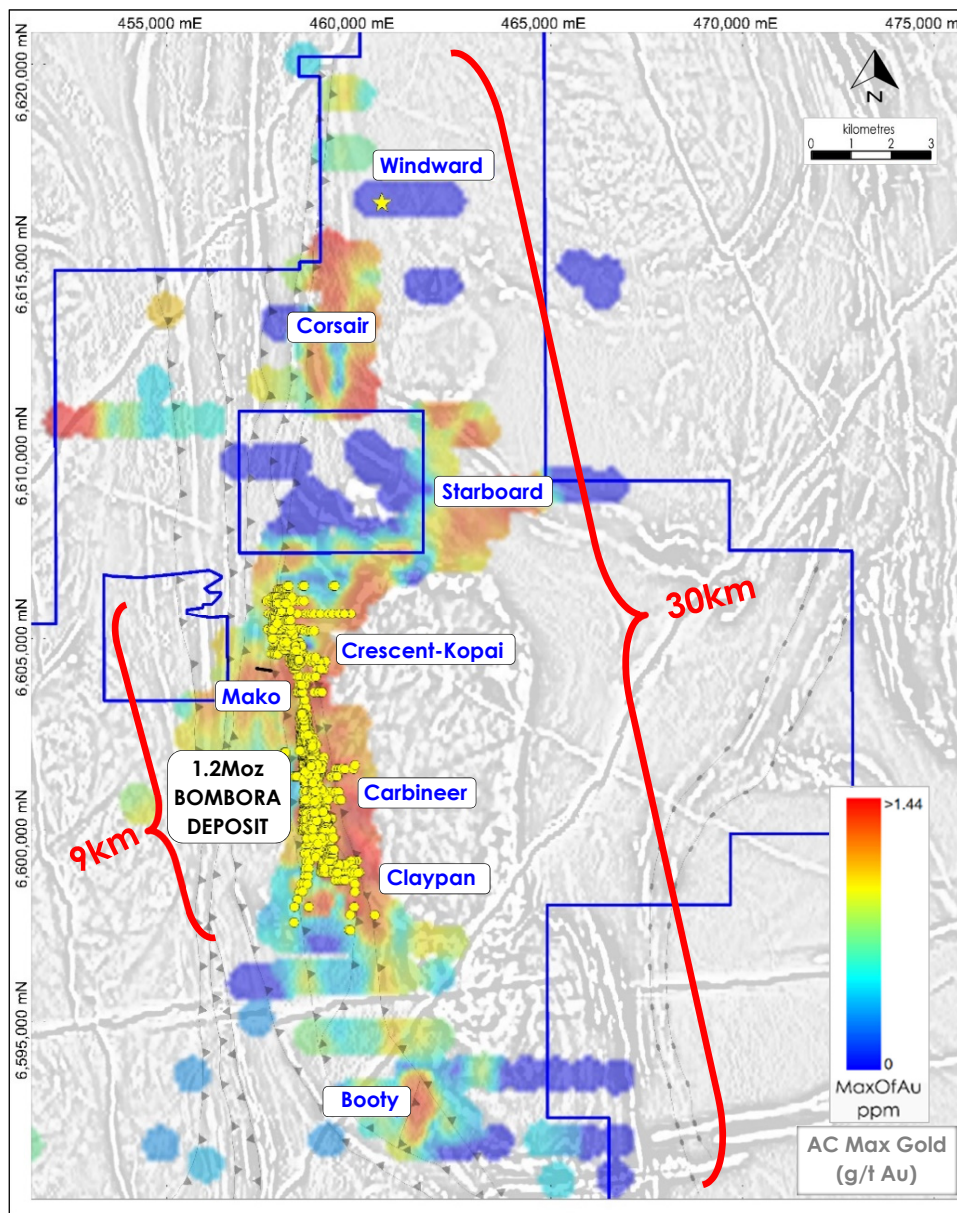 455,000 mE
460,000 mE
465,000 mE
470,000 mE
475,000 m
6,620,000 mN
6,615,000 mN
6,610,000 mN
6,605,000 mN
6,600,000 mN
6,595,000 mN
N
kilometres
0 1 2 3
Windward
Corsair
Starboard
30km
Crescent-Kopai
Mako
1.2Moz
BOMBORA
DEPOSIT
9km
Carbineer
Claypan
Booty
>1.44
0
MaxOfAu
ppm
AC Max Gold
(g/t Au)